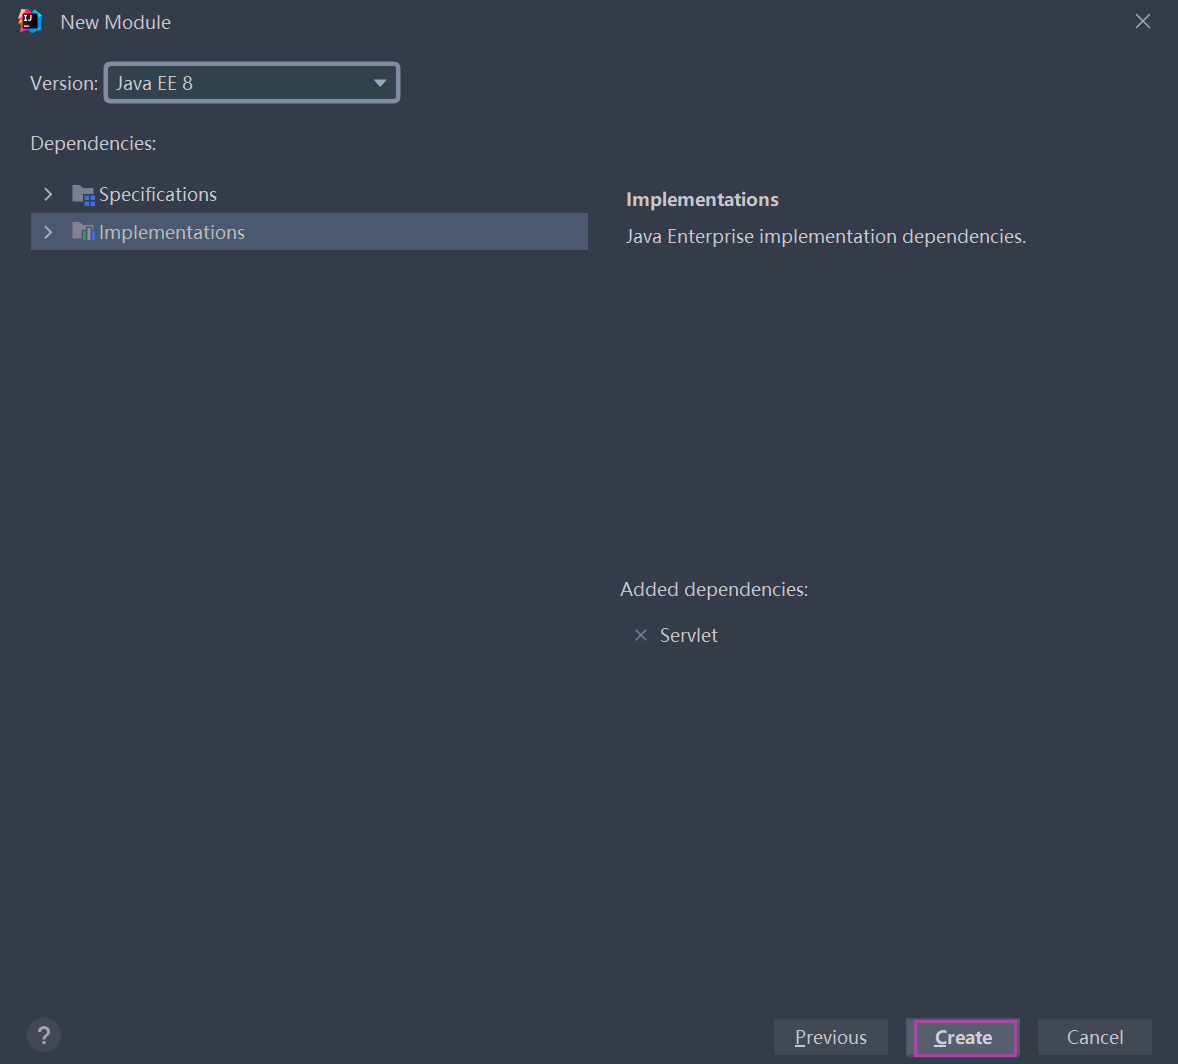 New Module
Version: Java EE 8
Dependencies:
Specifications
Implementations
Implementations
Java Enterprise implementation dependencies.
Added dependencies:
Servlet
?
Previous
Create
Cancel